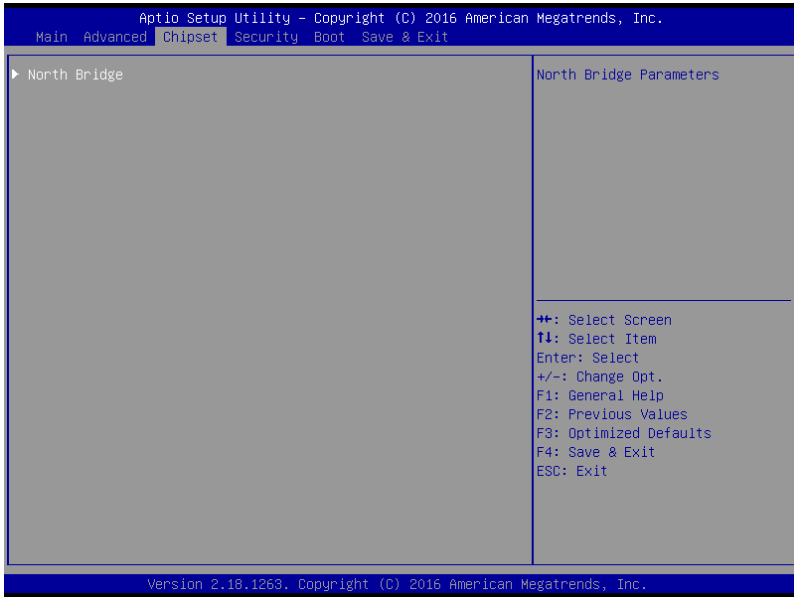 Aptio Setup Utility – Copyright (C) 2016 American Megatrends, Inc.
Main Advanced Chipset Security Boot Save & Exit
North Bridge
North Bridge Parameters
→←: Select Screen
↑↓: Select Item
Enter: Select
+/-: Change Opt.
F1: General Help
F2: Previous Values
F3: Optimized Defaults
F4: Save & Exit
ESC: Exit
Version 2.18.1263. Copyright (C) 2016 American Megatrends, Inc.